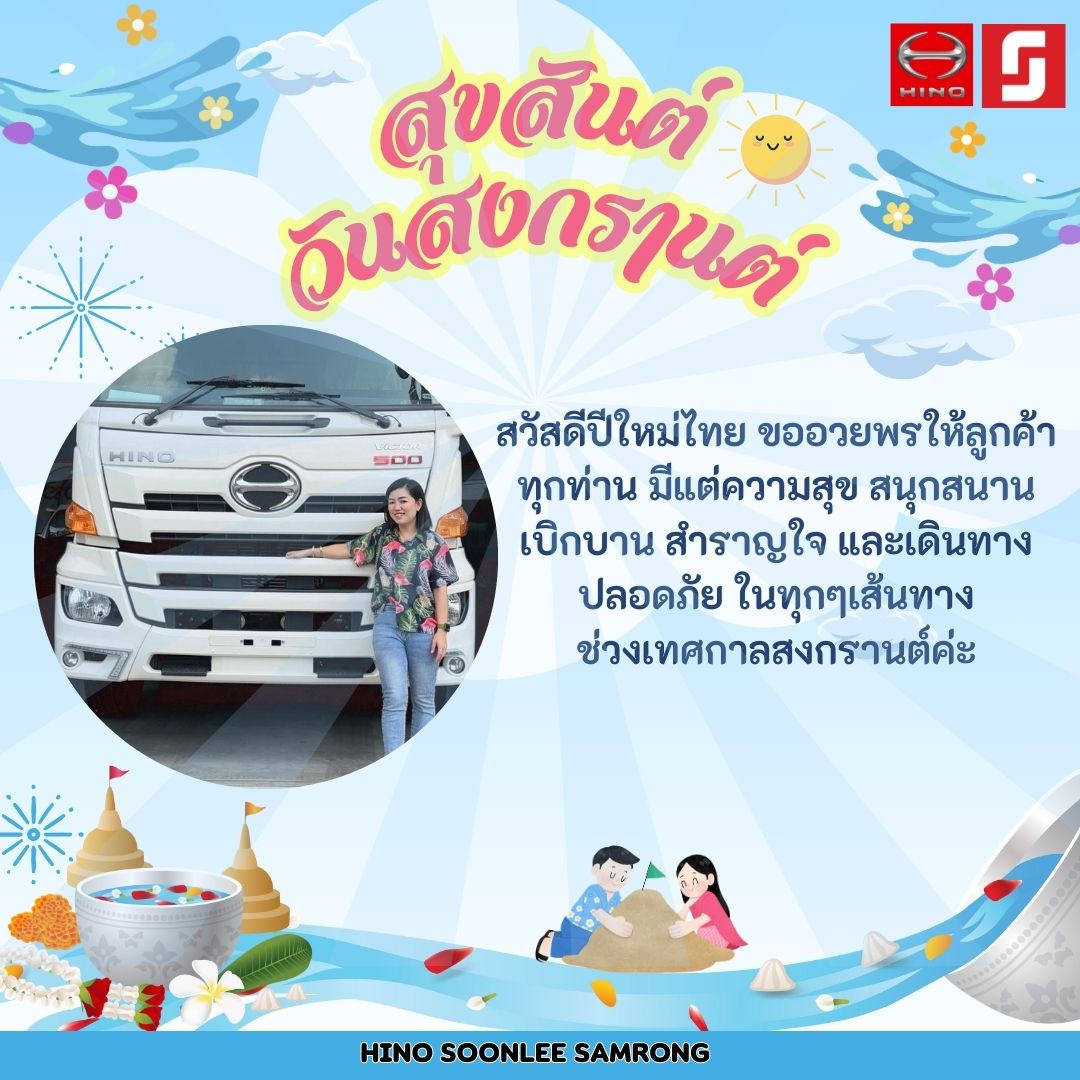 สุขสันต์
วันสงกรานต์
HINO
HINO
VICTOR
500
สวัสดีปีใหม่ไทย ขออวยพรให้ลูกค้า
ทุกท่าน มีแต่ความสุข สนุกสนาน
เบิกบาน สำราญใจ และเดินทาง
ปลอดภัย ในทุกๆเส้นทาง
ช่วงเทศกาลสงกรานต์ค่ะ
HINO SOONLEE SAMRONG